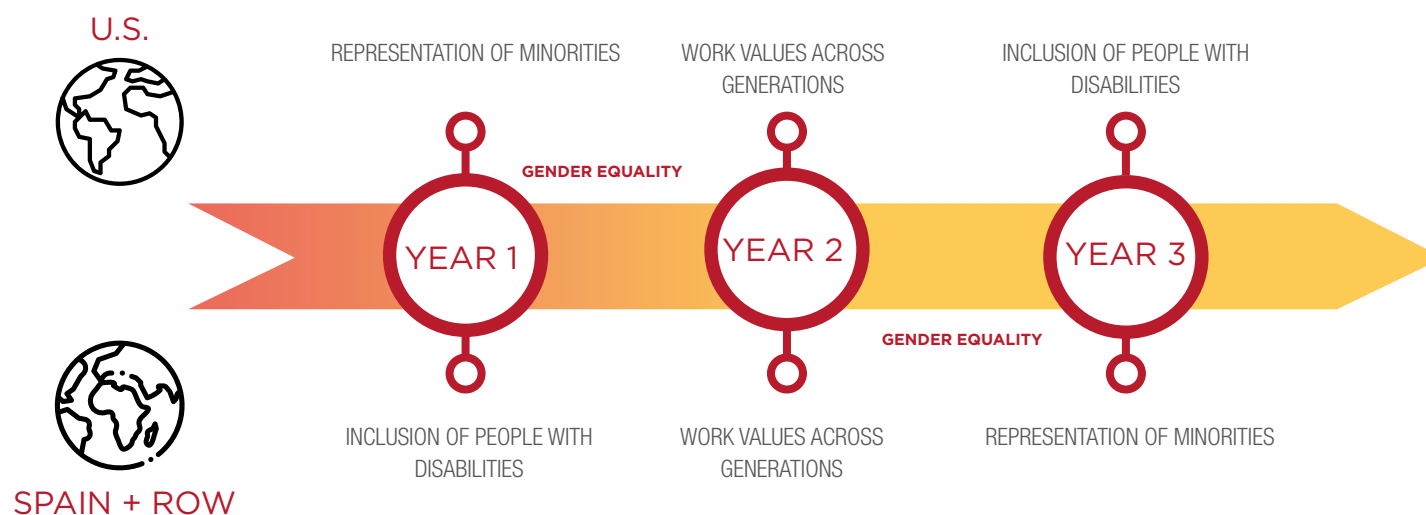 U.S.
REPRESENTATION OF MINORITIES
WORK VALUES ACROSS
GENERATIONS
INCLUSION OF PEOPLE WITH
DISABILITIES
GENDER EQUALITY
YEAR 1
YEAR 2
YEAR 3
GENDER EQUALITY
INCLUSION OF PEOPLE WITH
DISABILITIES
WORK VALUES ACROSS
GENERATIONS
REPRESENTATION OF MINORITIES
SPAIN + ROW